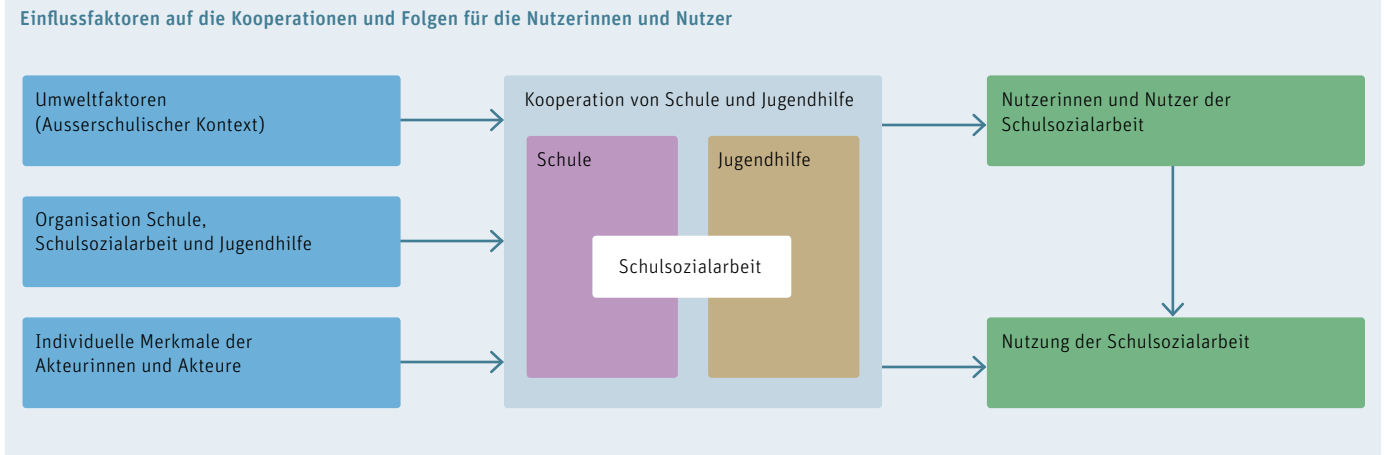 Einflussfaktoren auf die Kooperationen und Folgen für die Nutzerinnen und Nutzer
Umweltfaktoren
(Ausserschulischer Kontext)
Organisation Schule,
Schulsozialarbeit und Jugendhilfe
Individuelle Merkmale der
Akteurinnen und Akteure
Kooperation von Schule und Jugendhilfe
Schule
Jugendhilfe
Schulsozialarbeit
Nutzerinnen und Nutzer der
Schulsozialarbeit
Nutzung der Schulsozialarbeit